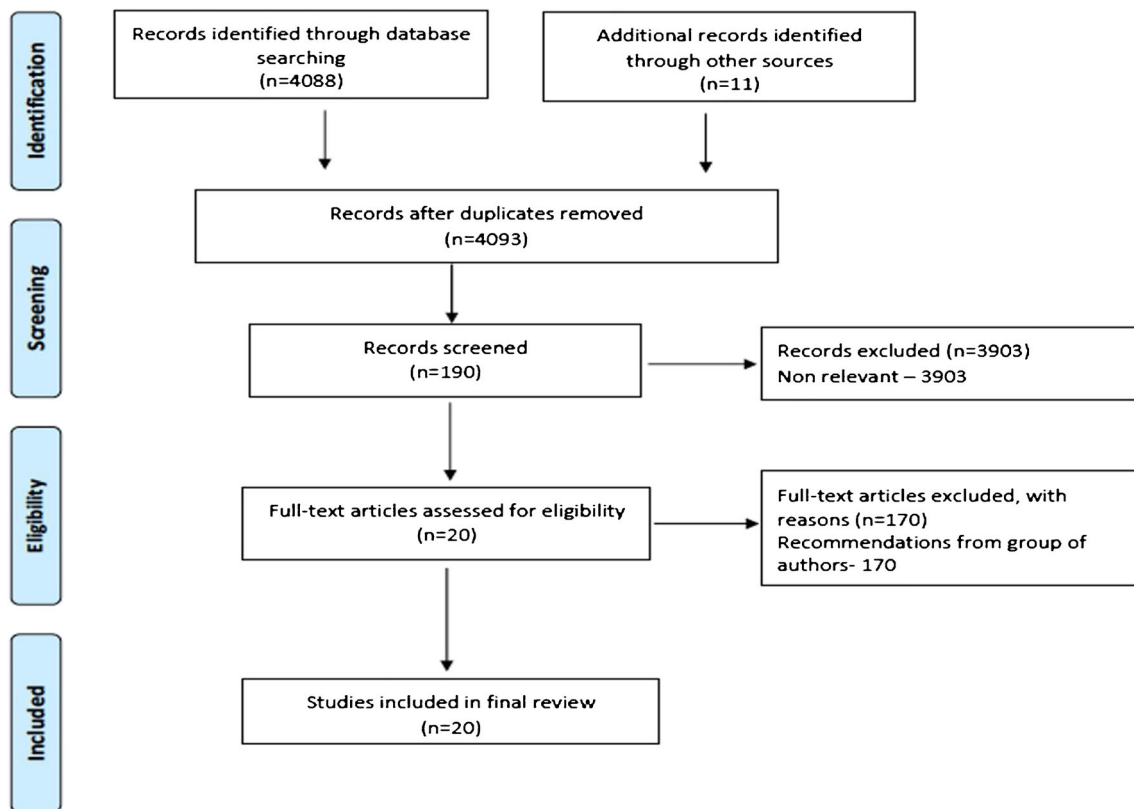 Identification
Records identified through database
searching
(n=4088)
Additional records identified
through other sources
(n=11)
Records after duplicates removed
(n=4093)
Screening
Records screened
(n=190)
Records excluded (n=3903)
Non relevant – 3903
Eligibility
Full-text articles assessed for eligibility
(n=20)
Full-text articles excluded, with
reasons (n=170)
Recommendations from group of
authors- 170
Included
Studies included in final review
(n=20)